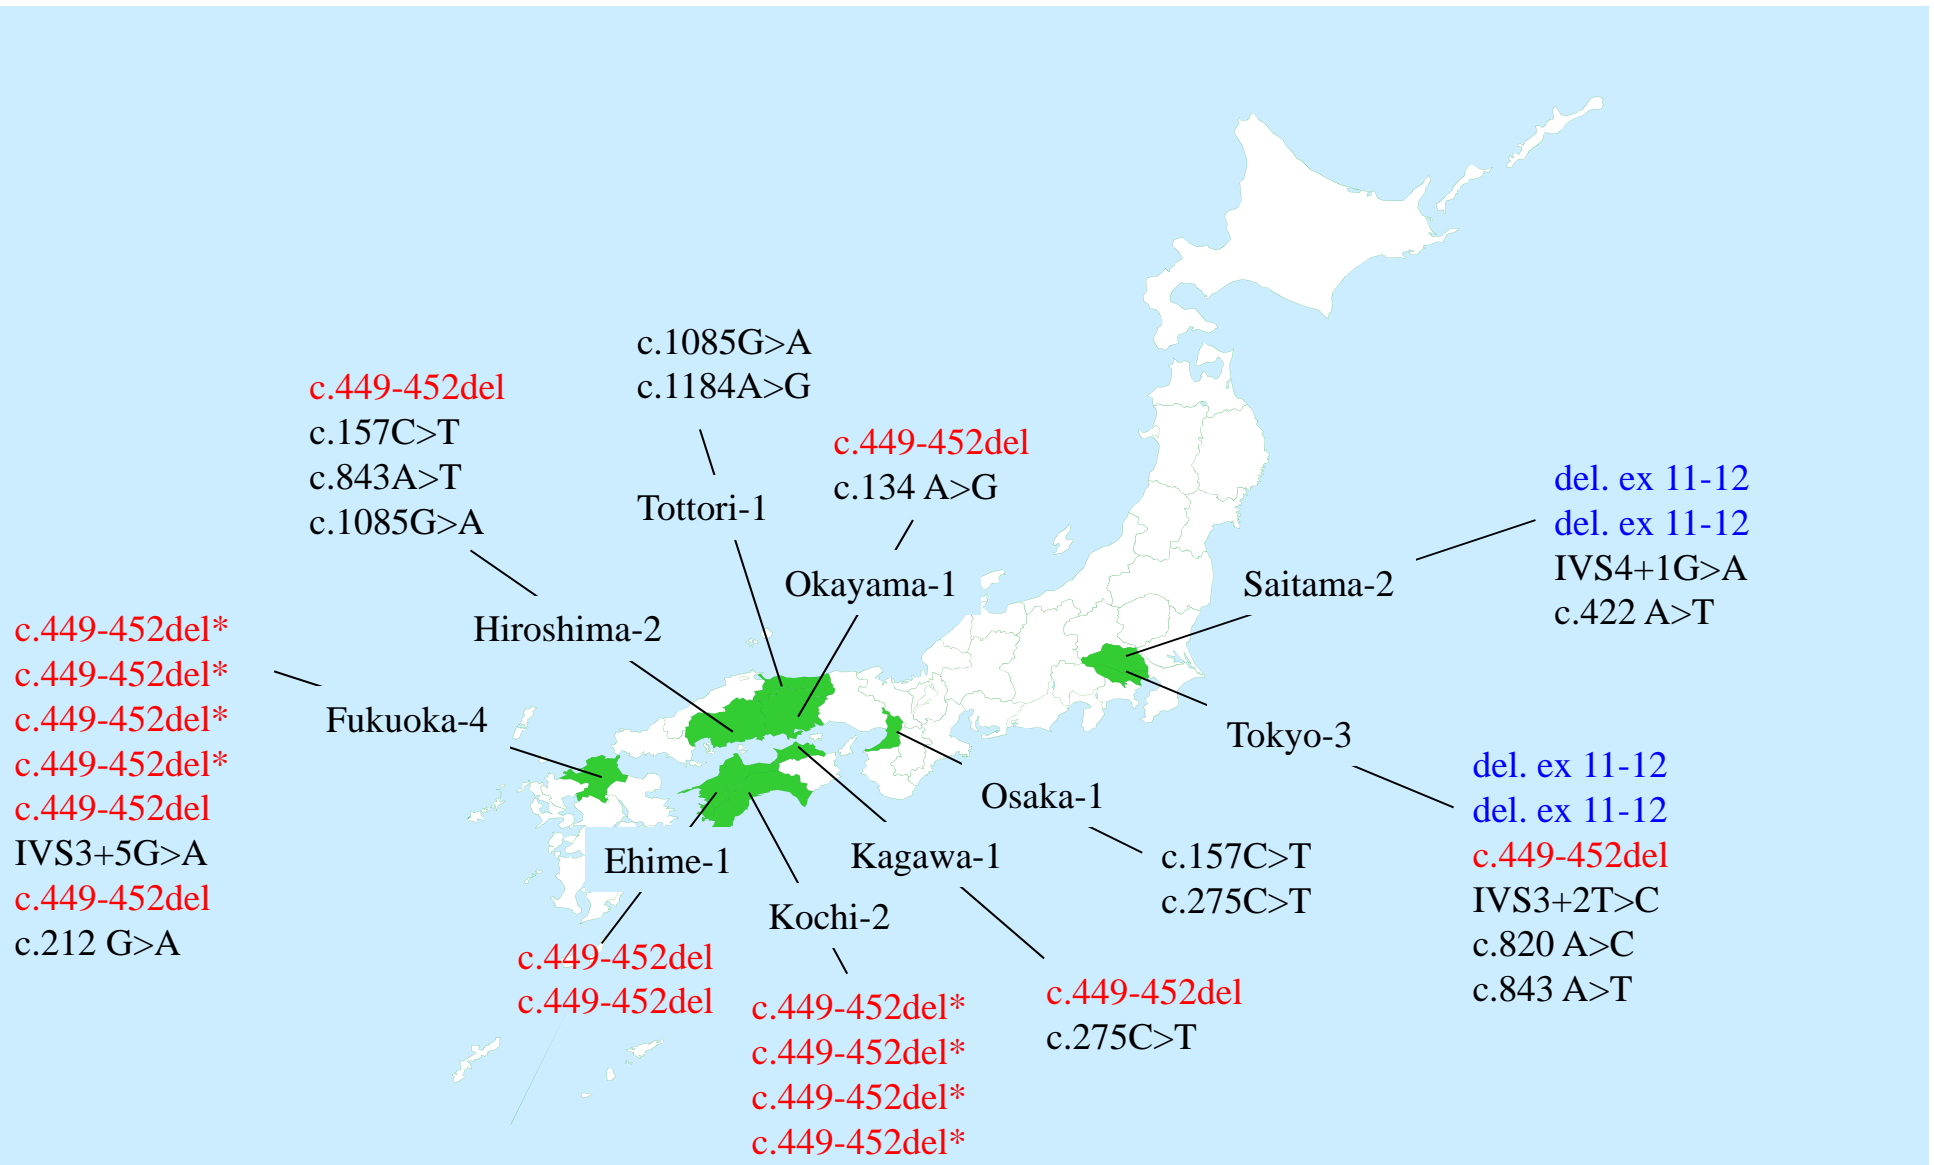 c.1085G>A
c.1184A>G
Tottori-1
c.449-452del
c.157C>T
c.843A>T
c.1085G>A
Hiroshima-2
c.449-452del
c.134 A>G
Okayama-1
del. ex 11-12
del. ex 11-12
IVS4+1G>A
c.422 A>T
Saitama-2
c.449-452del*
c.449-452del*
c.449-452del*
c.449-452del*
c.449-452del
IVS3+5G>A
c.449-452del
c.212 G>A
Fukuoka-4
Tokyo-3
del. ex 11-12
del. ex 11-12
c.449-452del
IVS3+2T>C
c.820 A>C
c.843 A>T
Osaka-1
c.157C>T
c.275C>T
Ehime-1
c.449-452del
c.449-452del
Kagawa-1
c.449-452del
c.275C>T
Kochi-2
c.449-452del*
c.449-452del*
c.449-452del*
c.449-452del*